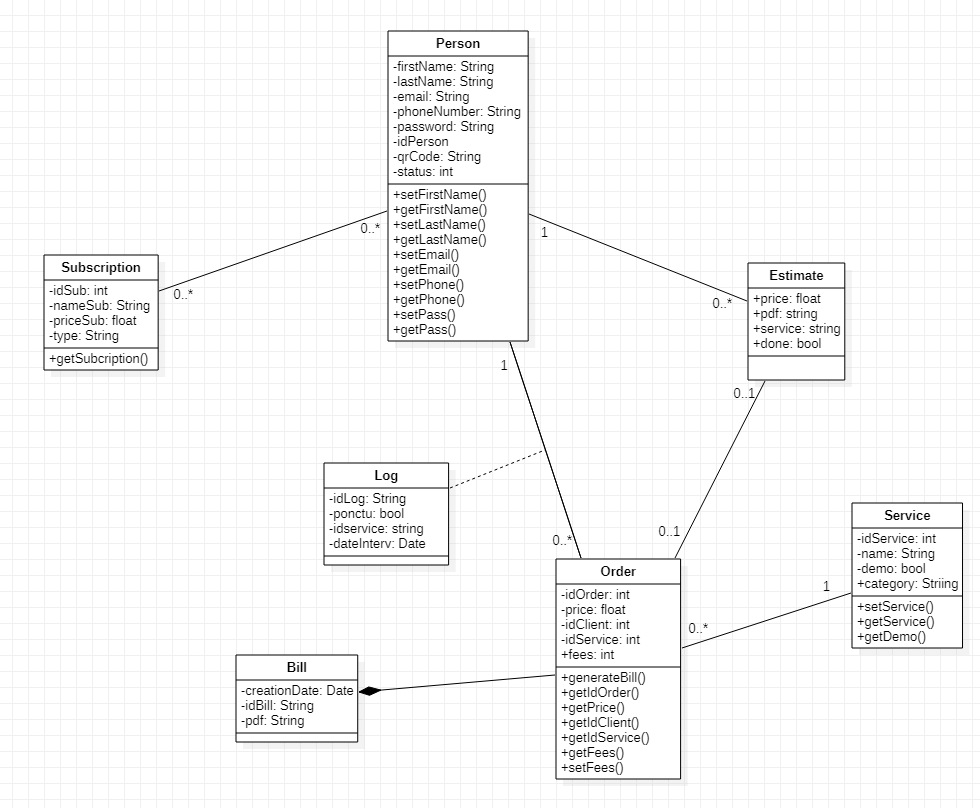 Person
-firstName: String
-lastName: String
-email: String
-phoneNumber: String
-password: String
-idPerson
-qrCode: String
-status: int
+setFirstName()
+getFirstName()
+setLastName()
+getLastName()
+setEmail()
+getEmail()
+setPhone()
+getPhone()
+setPass()
+getPass()
0..*
1
Subscription
-idSub: int
-nameSub: String
-priceSub: float
-type: String
+getSubcription()
0..*
Estimate
+price: float
+pdf: string
+service: string
+done: bool
0..*
1
0..1
Log
-idLog: String
-ponctu: bool
-idservice: string
-dateInterv: Date
Service
-idService: int
-name: String
-demo: bool
+category: Striing
+setService()
+getService()
+getDemo()
0..*
0..1
1
0..*
Order
-idOrder: int
-price: float
-idClient: int
-idService: int
+fees: int
+generateBill()
+getIdOrder()
+getPrice()
+getIdClient()
+getIdService()
+getFees()
+setFees()
Bill
-creationDate: Date
-idBill: String
-pdf: String